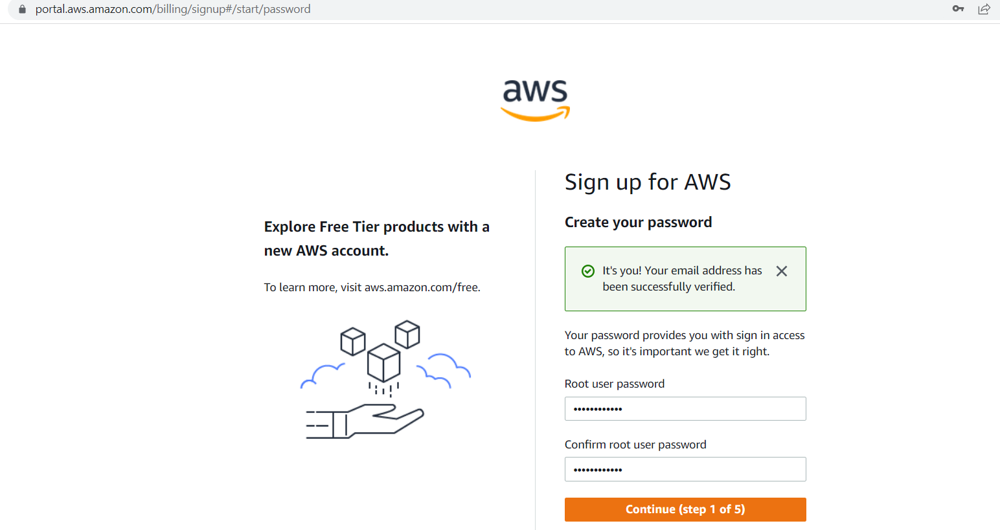 portal.aws.amazon.com/billing/signup#/start/password
aws
Explore Free Tier products with a
new AWS account.
To learn more, visit aws.amazon.com/free.
Sign up for AWS
Create your password
It's you! Your email address has
been successfully verified.
Your password provides you with sign in access
to AWS, so it's important we get it right.
Root user password
••••••••••••
Confirm root user password
••••••••••••
Continue (step 1 of 5)